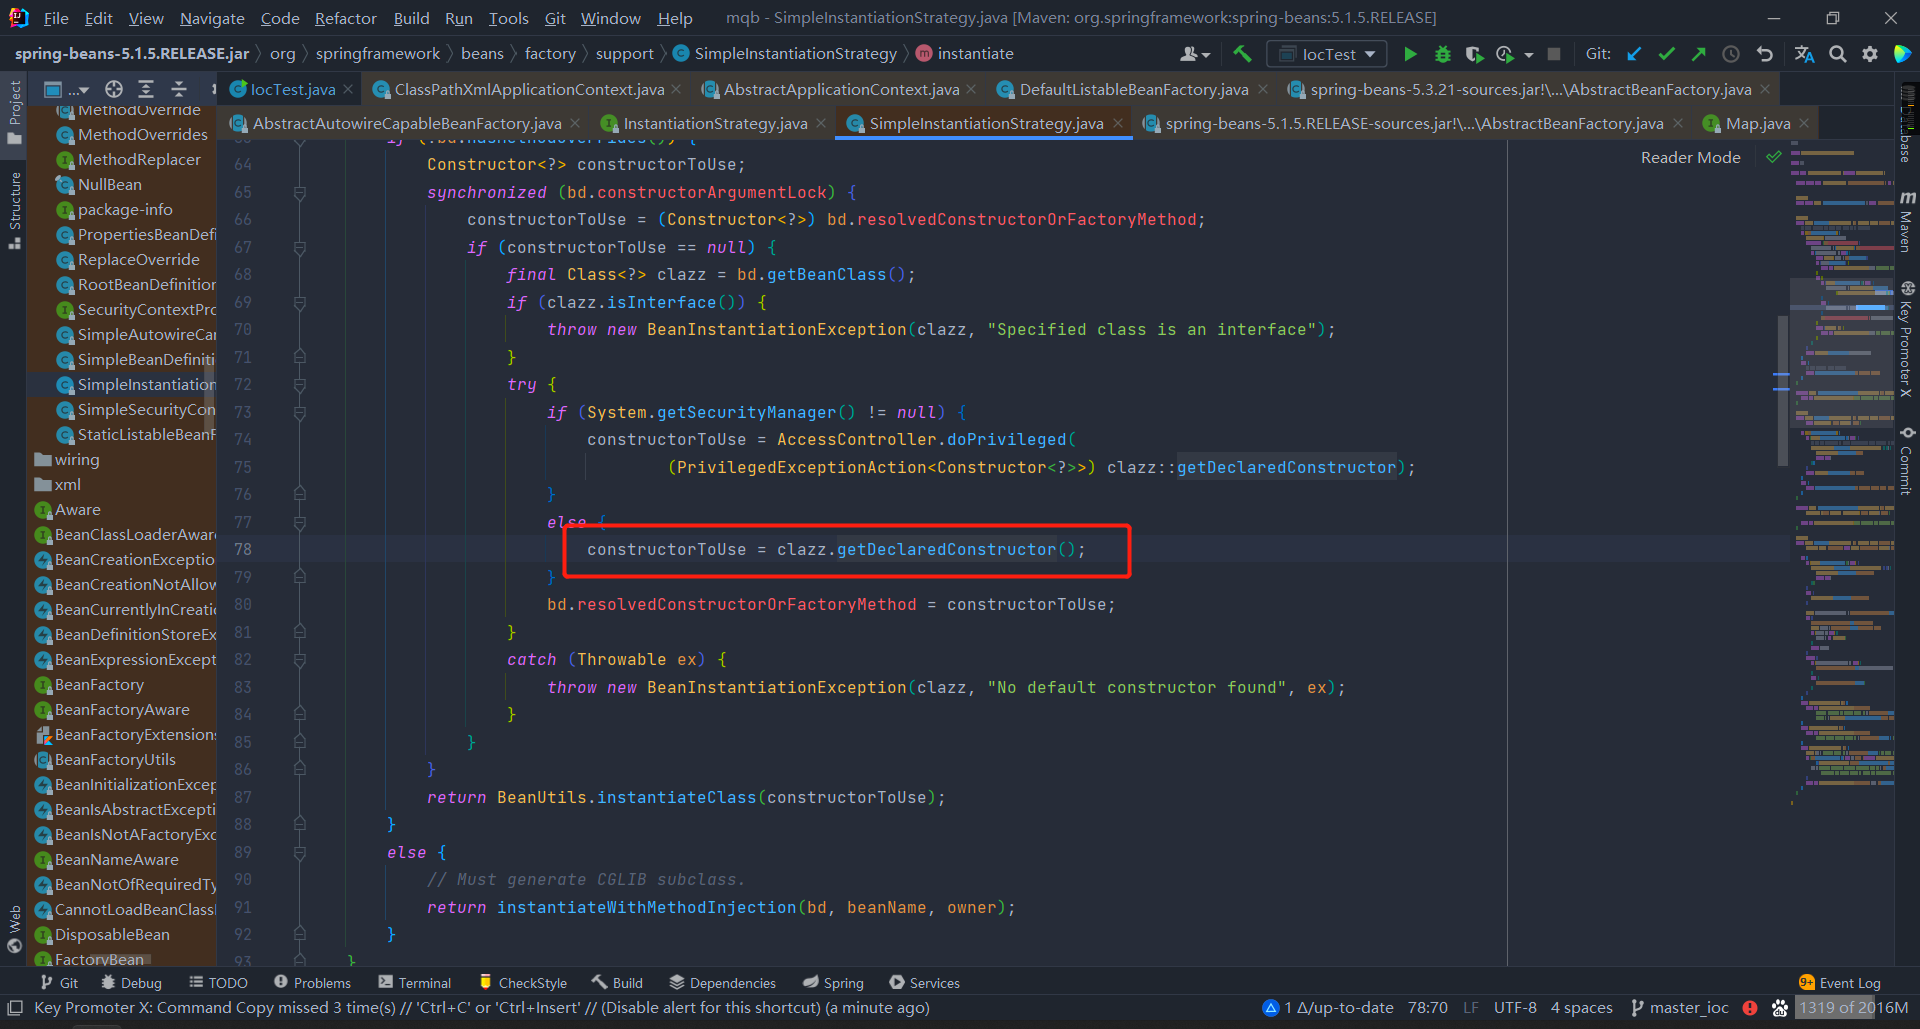 File Edit View Navigate Code Refactor Build Run Tools Git Window Help mqb - SimpleInstantiationStrategy.java [Maven: org.springframework:spring-beans:5.1.5.RELEASE]
spring-beans-5.1.5.RELEASE.jar org springframework beans factory support SimpleInstantiationStrategy instantiate IocTest Git:
IocTest.java ClassPathXmlApplicationContext.java AbstractApplicationContext.java DefaultListableBeanFactory.java spring-beans-5.3.21-sources.jar!\...\AbstractBeanFactory.java
AbstractAutowireCapableBeanFactory.java InstantiationStrategy.java SimpleInstantiationStrategy.java spring-beans-5.1.5.RELEASE-sources.jar!\...\AbstractBeanFactory.java Map.java
Project
Structure
Web
...
MethodOverride
MethodOverrides
MethodReplacer
NullBean
package-info
PropertiesBeanDefi
ReplaceOverride
RootBeanDefinition
SecurityContextPro
SimpleAutowireCa
SimpleBeanDefiniti
SimpleInstantiation
SimpleSecurityCon
StaticListableBeanF
wiring
xml
Aware
BeanClassLoaderAware
BeanCreationExceptio
BeanCreationNotAllow
BeanCurrentlyInCreatio
BeanDefinitionStoreEx
BeanExpressionExcept
BeanFactory
BeanFactoryAware
BeanFactoryExtensions
BeanFactoryUtils
BeanInitializationExcep
BeanIsAbstractExcepti
BeanIsNotAFactoryExc
BeanNameAware
BeanNotOfRequiredTy
CannotLoadBeanClassE
DisposableBean
FactoryBean
Reader Mode
if (!bd.hasMethodOverrides()) {
64 Constructor<?> constructorToUse;
65 synchronized (bd.constructorArgumentLock) {
66 constructorToUse = (Constructor<?>) bd.resolvedConstructorOrFactoryMethod;
67 if (constructorToUse == null) {
68 final Class<?> clazz = bd.getBeanClass();
69 if (clazz.isInterface()) {
70 throw new BeanInstantiationException(clazz, "Specified class is an interface");
71 }
72 try {
73 if (System.getSecurityManager() != null) {
74 constructorToUse = AccessController.doPrivileged(
75 (PrivilegedExceptionAction<Constructor<?>>) clazz::getDeclaredConstructor);
76 }
77 else {
78 constructorToUse = clazz.getDeclaredConstructor();
79 }
80 bd.resolvedConstructorOrFactoryMethod = constructorToUse;
81 }
82 catch (Throwable ex) {
83 throw new BeanInstantiationException(clazz, "No default constructor found", ex);
84 }
85 }
86 }
87 return BeanUtils.instantiateClass(constructorToUse);
88 }
89 else {
90 // Must generate CGLIB subclass.
91 return instantiateWithMethodInjection(bd, beanName, owner);
92 }
93 }
Maven
Key Promoter X
Commit
Git Debug TODO Problems Terminal CheckStyle Build Dependencies Spring Services 9+ Event Log
Key Promoter X: Command Copy missed 3 time(s) // 'Ctrl+C' or 'Ctrl+Insert' // (Disable alert for this shortcut) (a minute ago) 1 Δ/up-to-date 78:70 LF UTF-8 4 spaces master_ioc 1319 of 2016M